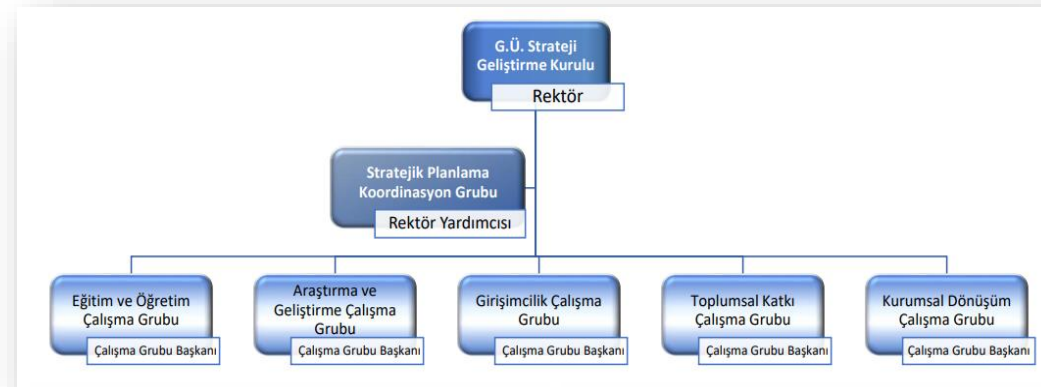 G.Ü. Strateji
Geliştirme Kurulu
Rektör
Stratejik Planlama
Koordinasyon Grubu
Rektör Yardımcısı
Eğitim ve Öğretim
Çalışma Grubu
Çalışma Grubu Başkanı
Araştırma ve
Geliştirme Çalışma
Grubu
Çalışma Grubu Başkanı
Girişimcilik Çalışma
Grubu
Çalışma Grubu Başkanı
Toplumsal Katkı
Çalışma Grubu
Çalışma Grubu Başkanı
Kurumsal Dönüşüm
Çalışma Grubu
Çalışma Grubu Başkanı